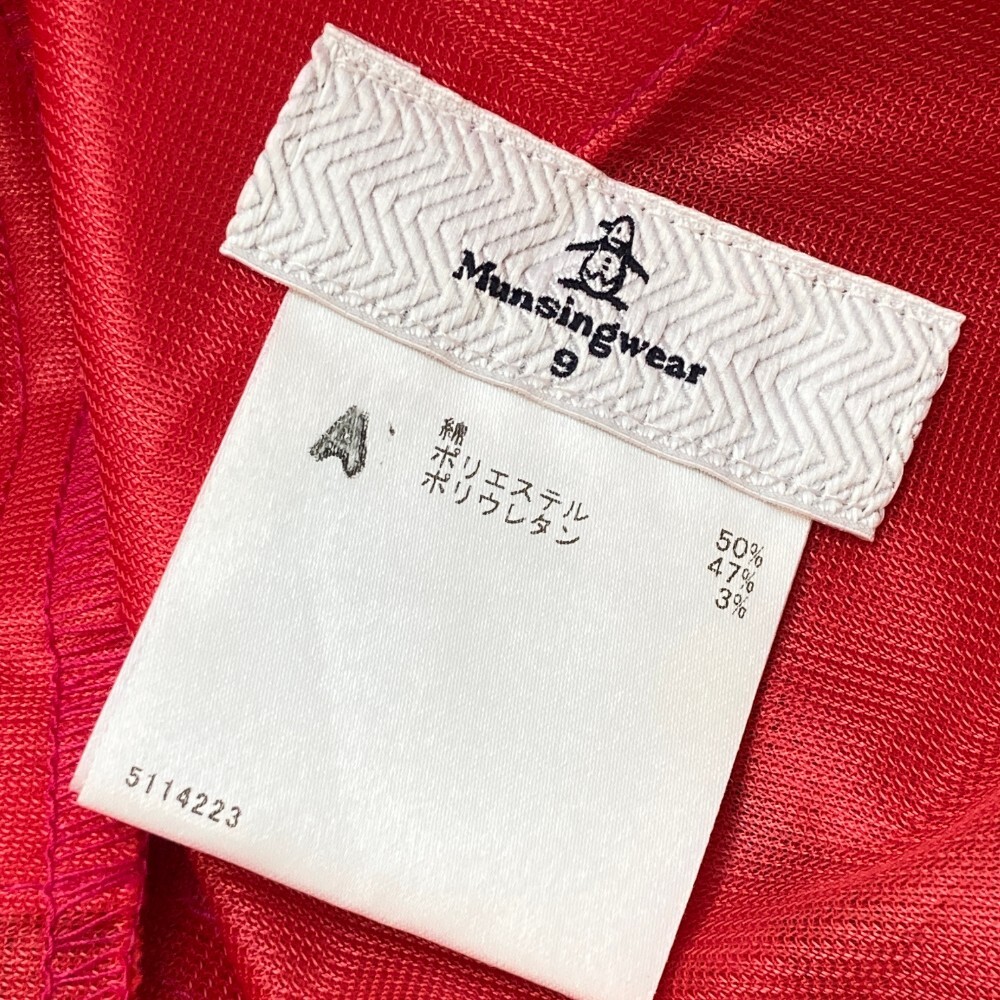 Munsingwear
9
A
綿 50%
ポリエステル 47%
ポリウレタン 3%
5114223